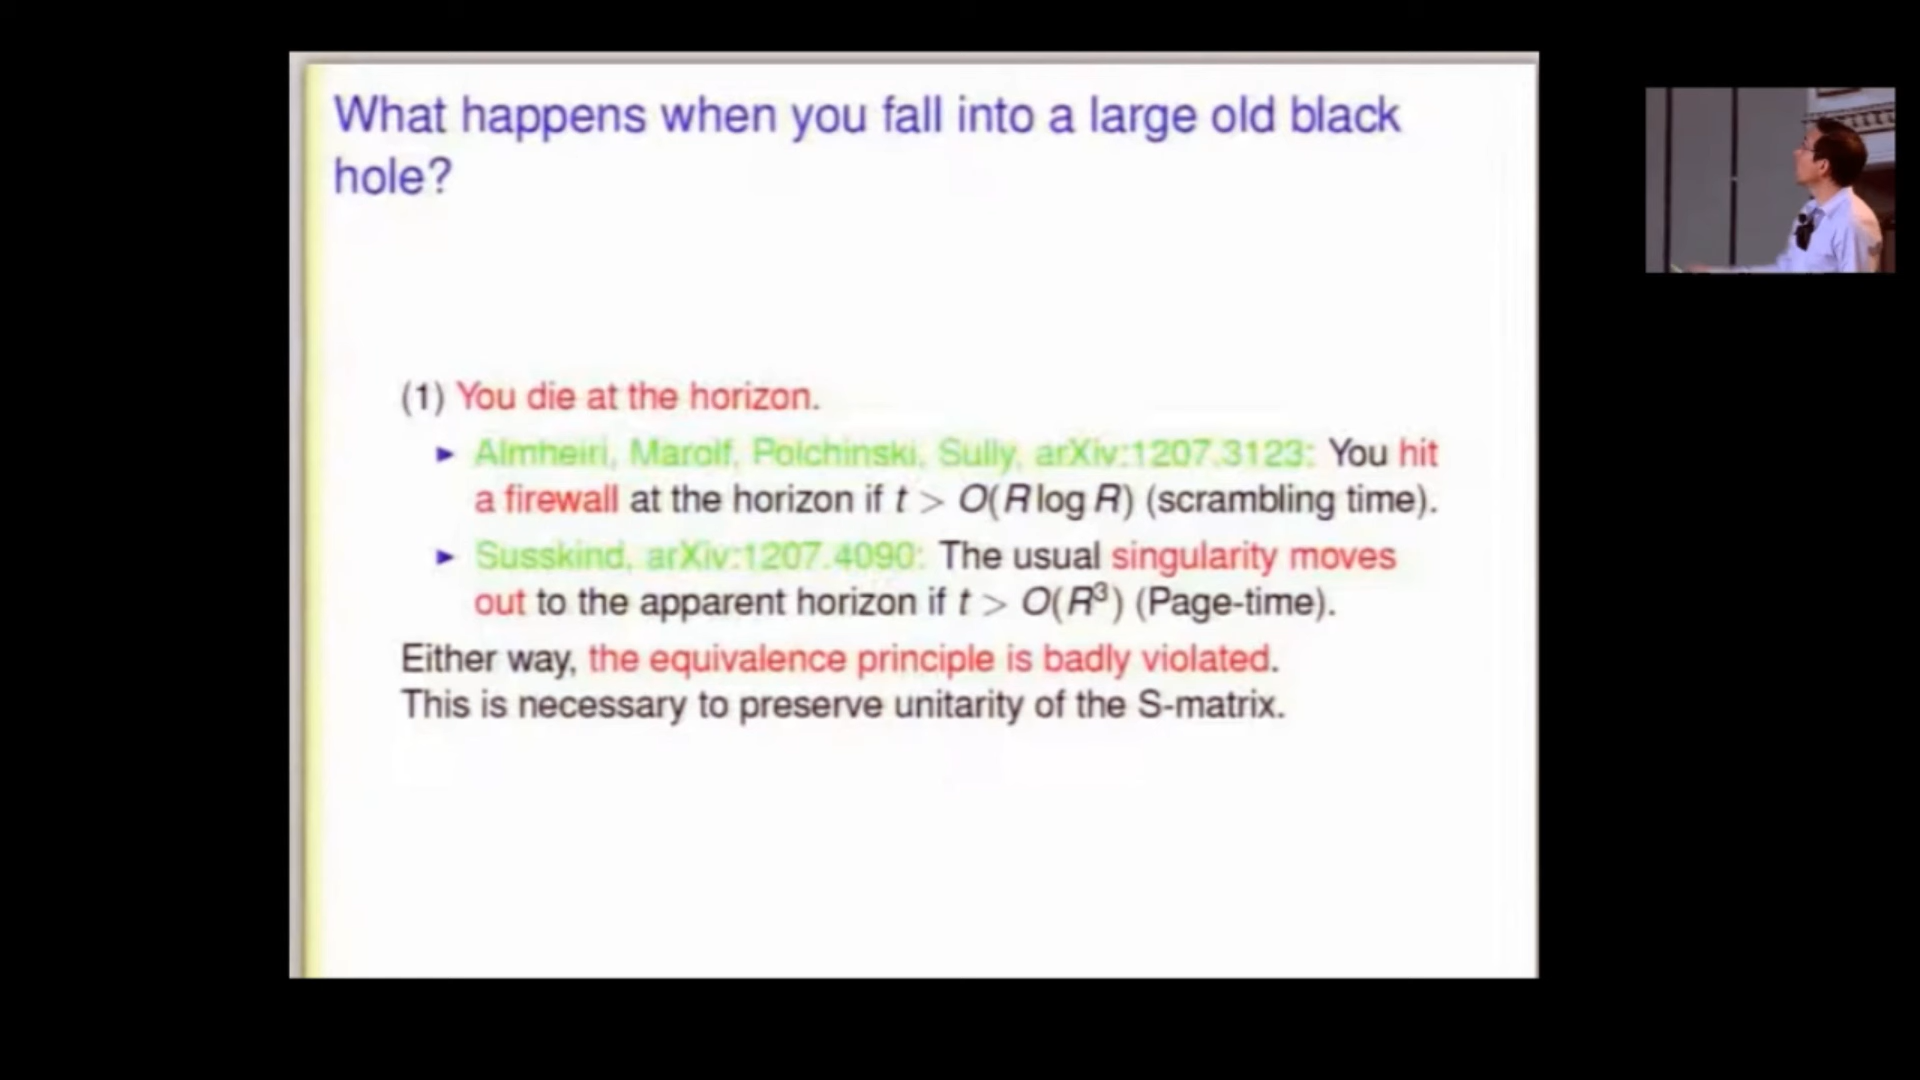 What happens when you fall into a large old black
hole?
(1) You die at the horizon.
► Almheiri, Marolf, Polchinski, Sully, arXiv:1207.3123: You hit
a firewall at the horizon if t > O(R log R) (scrambling time).
► Susskind, arXiv:1207.4090: The usual singularity moves
out to the apparent horizon if t > O(R³) (Page-time).
Either way, the equivalence principle is badly violated.
This is necessary to preserve unitarity of the S-matrix.